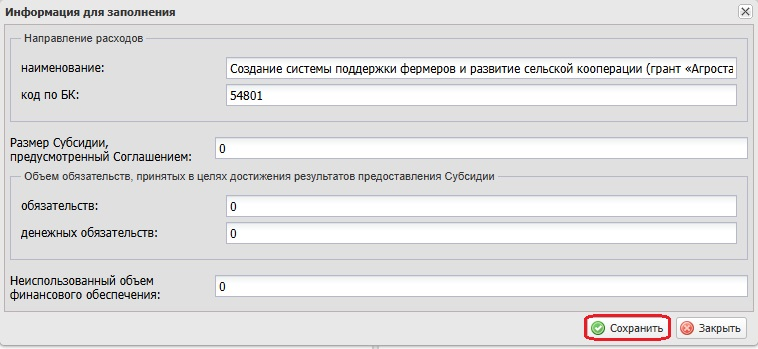 Информация для заполнения
Направление расходов
наименование:
Создание системы поддержки фермеров и развитие сельской кооперации (грант «Агроста
код по БК:
54801
Размер Субсидии,
предусмотренный Соглашением:
0
Объем обязательств, принятых в целях достижения результатов предоставления Субсидии
обязательств:
0
денежных обязательств:
0
Неиспользованный объем
финансового обеспечения:
0
Сохранить
Закрыть